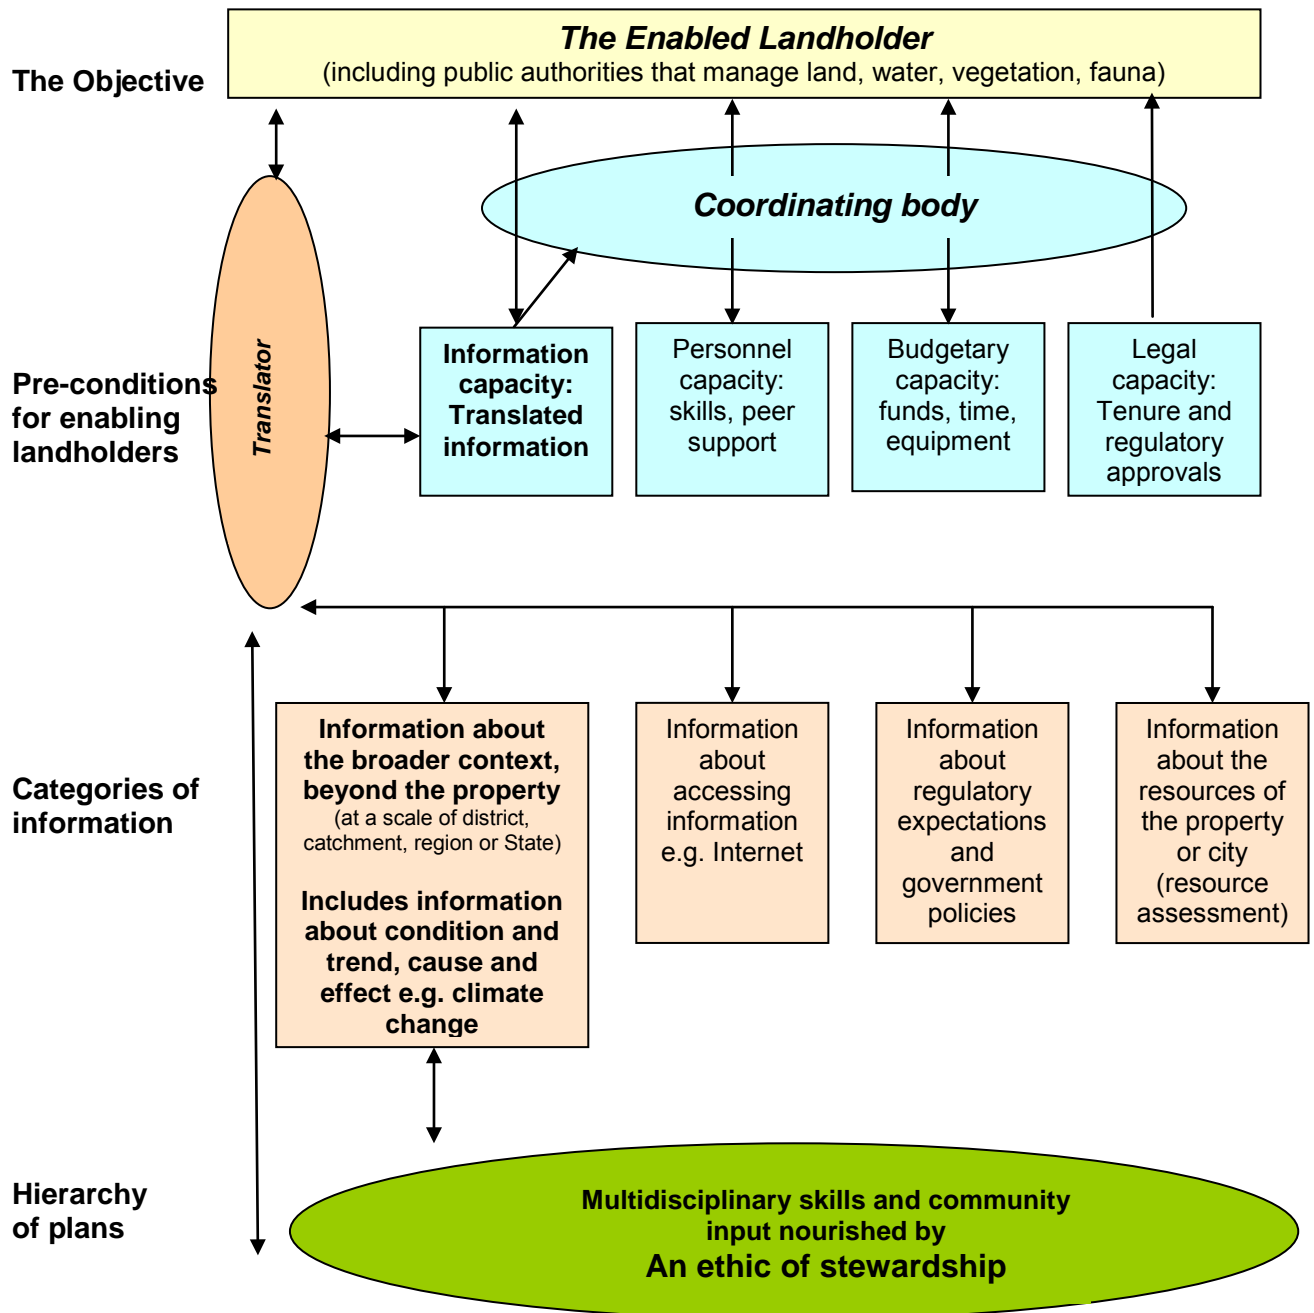 The Enabled Landholder
(including public authorities that manage land, water, vegetation, fauna)
The Objective
Coordinating body
Translator
Pre-conditions
for enabling
landholders
Information
capacity:
Translated
information
Personnel
capacity:
skills, peer
support
Budgetary
capacity:
funds, time,
equipment
Legal
capacity:
Tenure and
regulatory
approvals
Categories of
information
Information about
the broader context,
beyond the property
(at a scale of district,
catchment, region or State)
Includes information
about condition and
trend, cause and
effect e.g. climate
change
Information
about
accessing
information
e.g. Internet
Information
about
regulatory
expectations
and
government
policies
Information
about the
resources of
the property
or city
(resource
assessment)
Hierarchy
of plans
Multidisciplinary skills and community
input nourished by
An ethic of stewardship